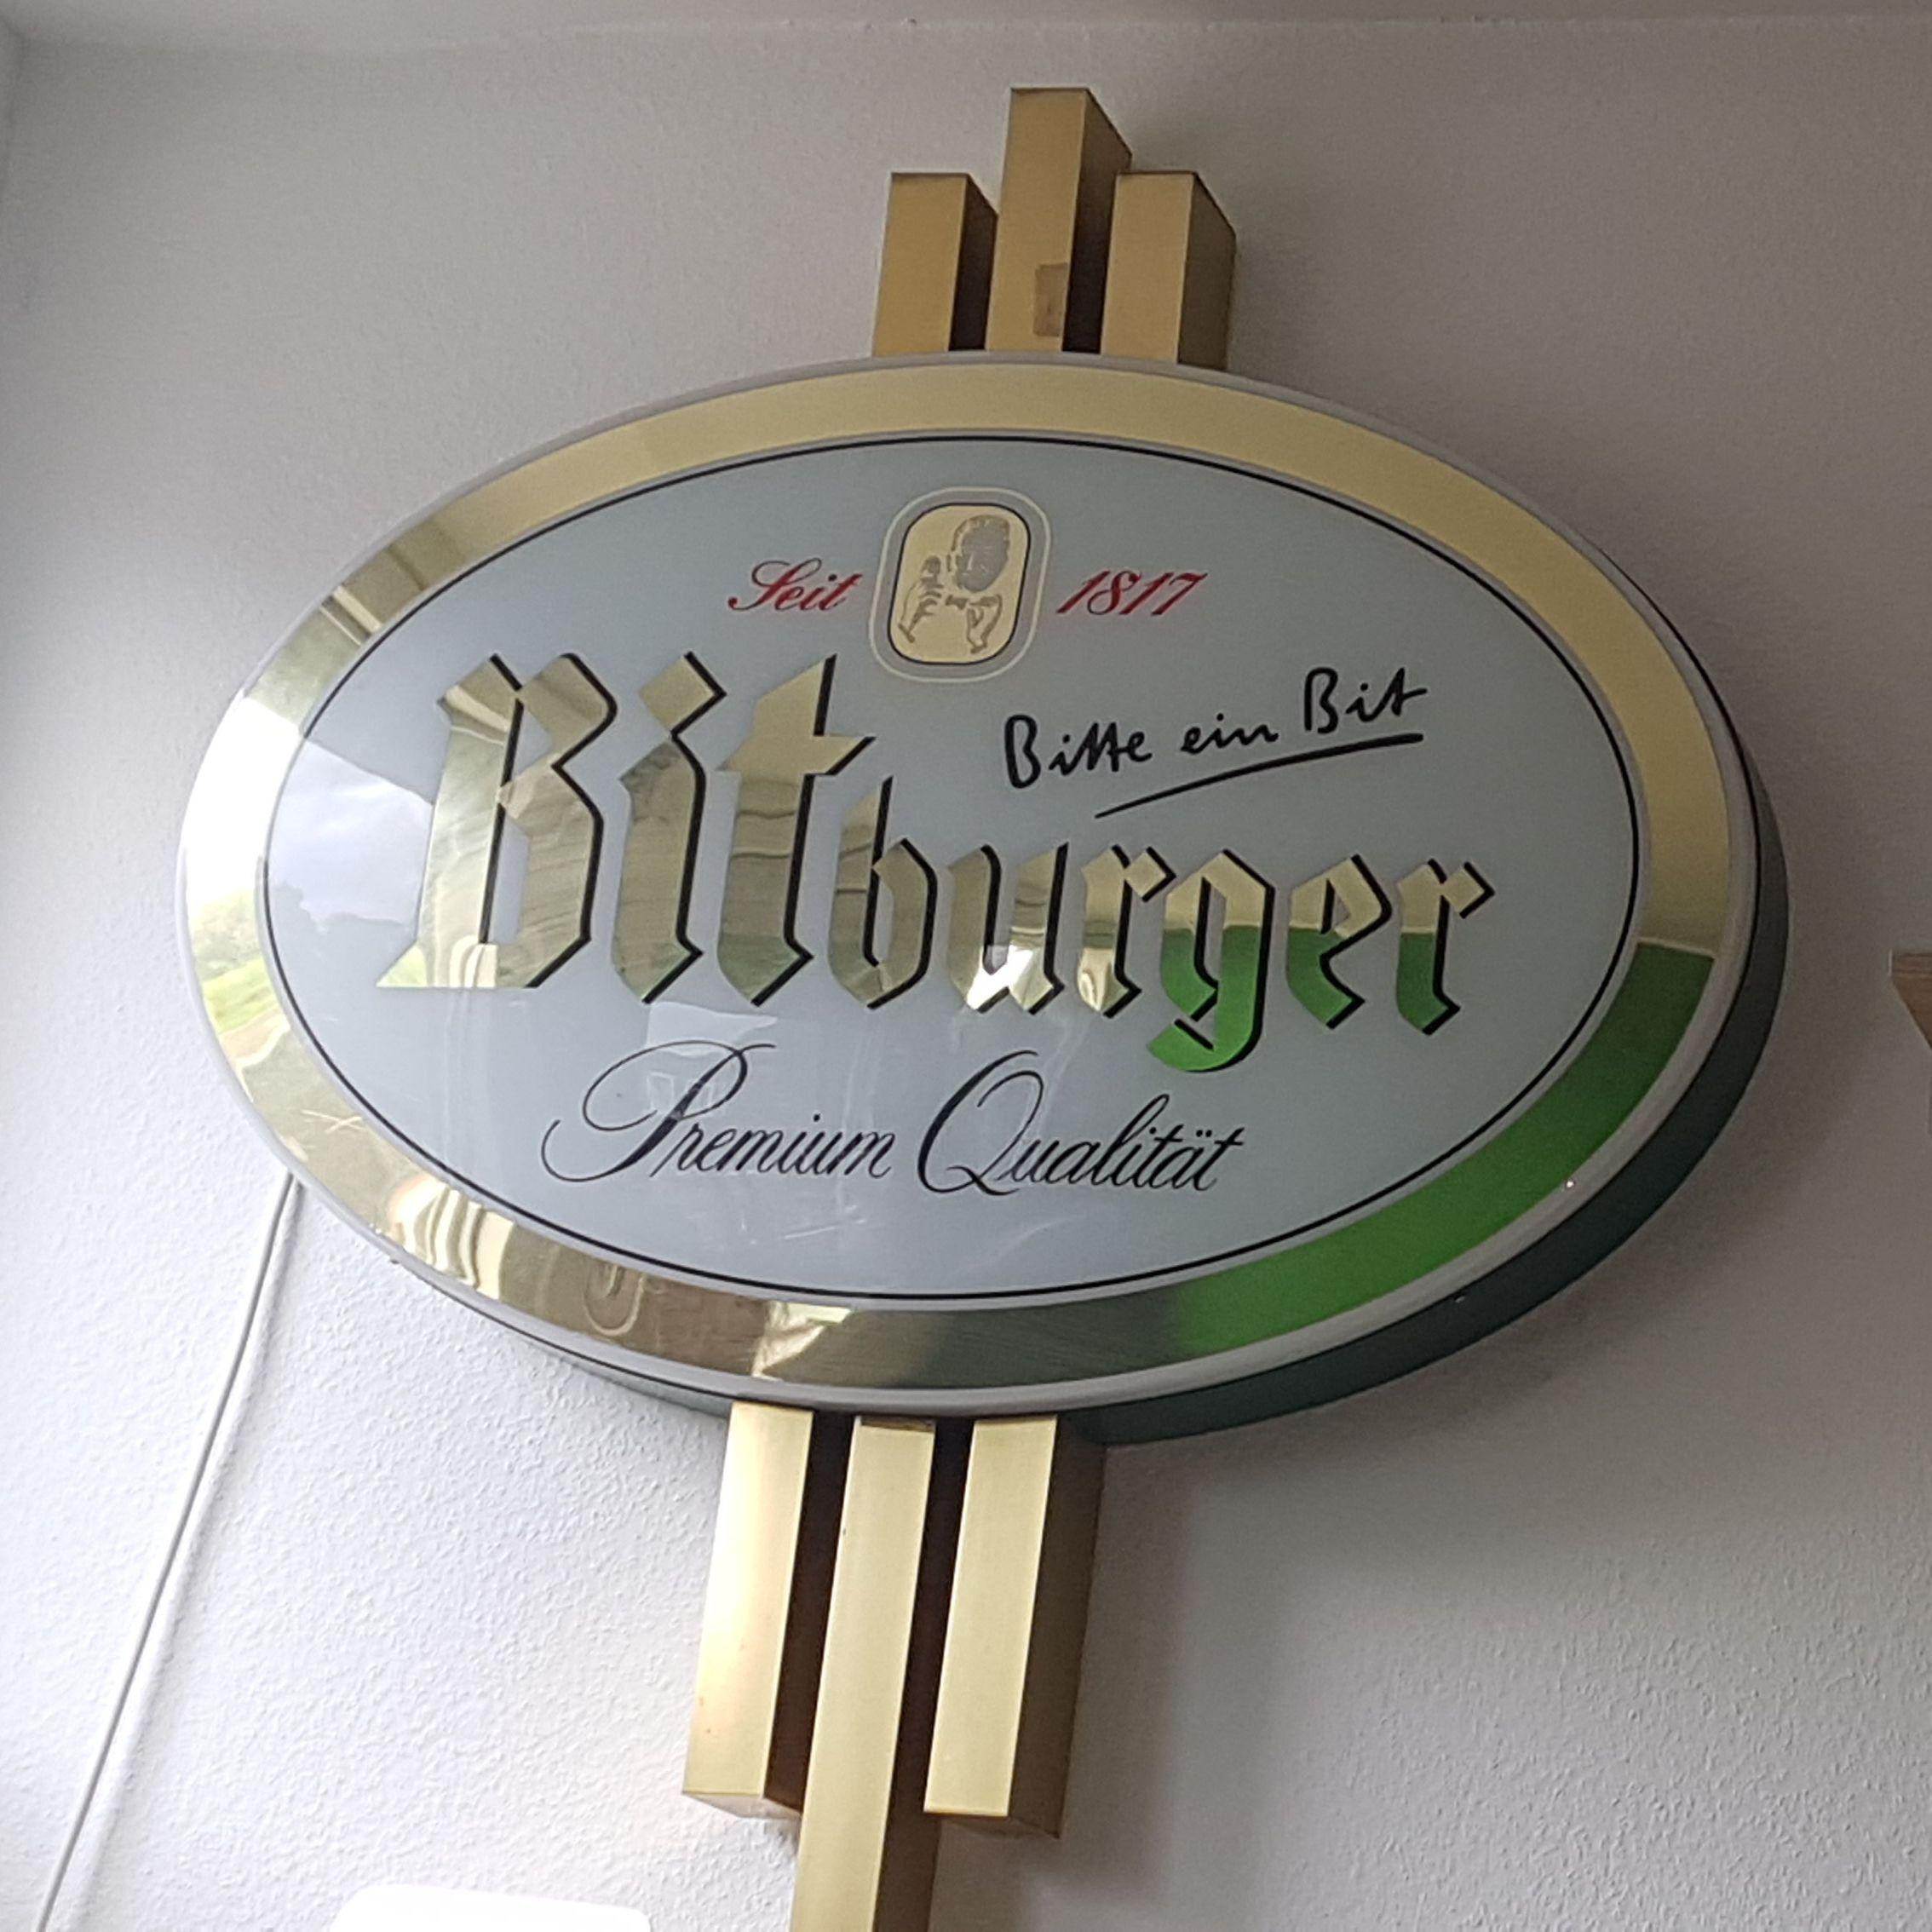 Seit 1817
Bitte ein Bit
Bitburger
Premium Qualität